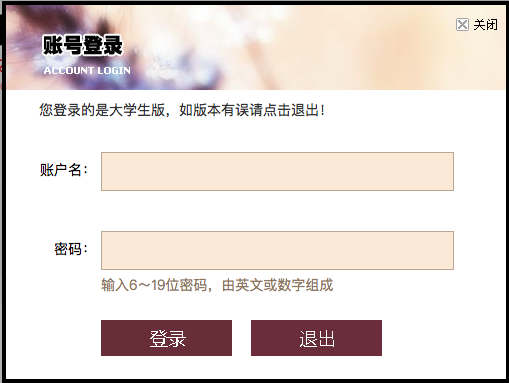 账号登录
关闭
ACCOUNT LOGIN
您登录的是大学生版，如版本有误请点击退出！
账户名：
密码：
输入6～19位密码，由英文或数字组成
登录
退出